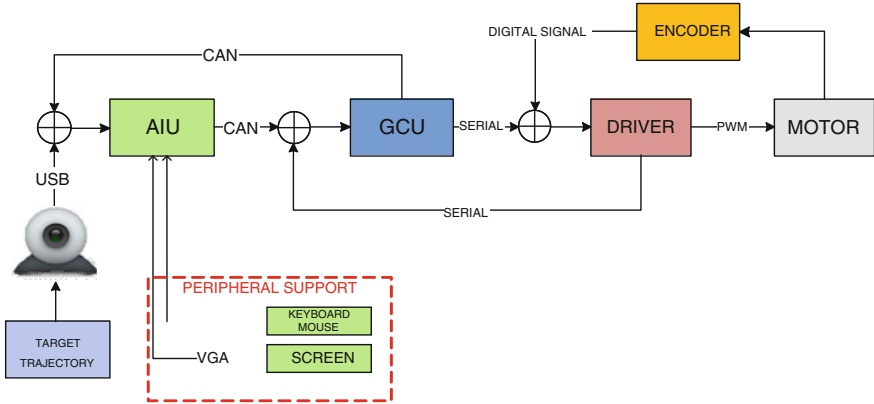 DIGITAL SIGNAL
ENCODER
CAN
AIU
CAN
GCU
SERIAL
DRIVER
PWM
MOTOR
USB
SERIAL
PERIPHERAL SUPPORT
KEYBOARD
MOUSE
TARGET
TRAJECTORY
VGA
SCREEN